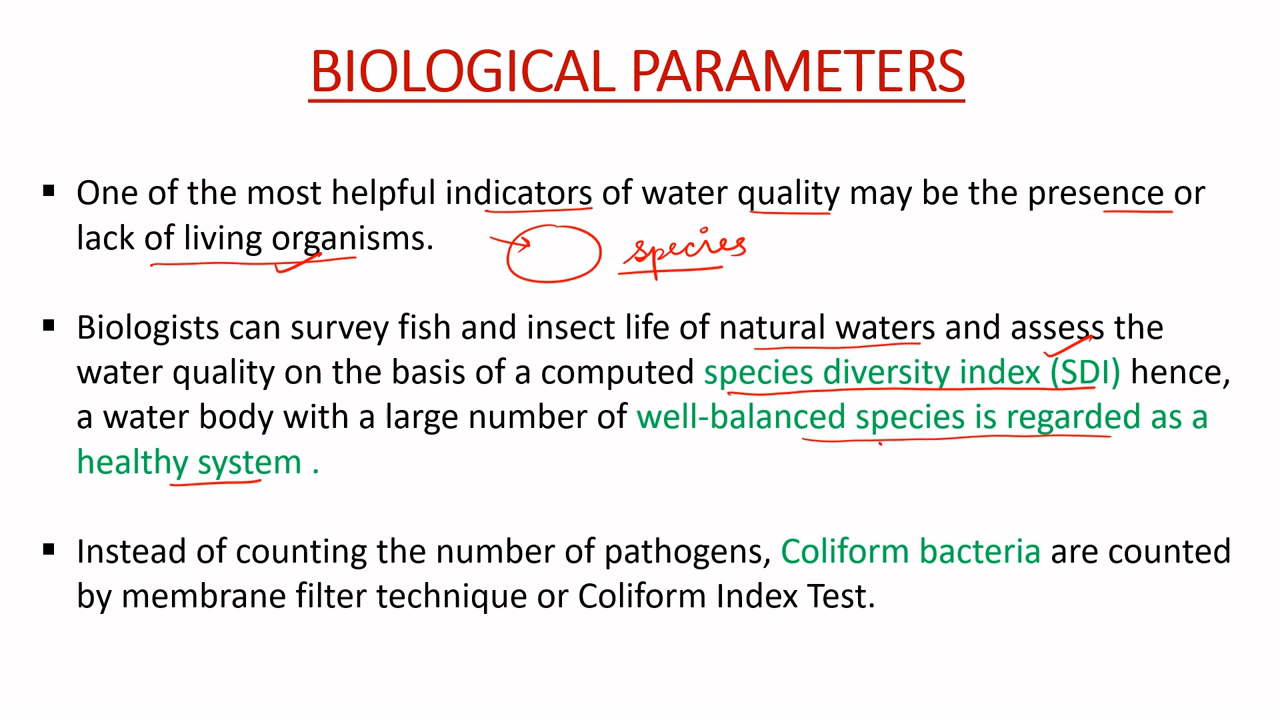 BIOLOGICAL PARAMETERS
▪ One of the most helpful indicators of water quality may be the presence or
lack of living organisms.
species
▪ Biologists can survey fish and insect life of natural waters and assess the
water quality on the basis of a computed species diversity index (SDI) hence,
a water body with a large number of well-balanced species is regarded as a
healthy system .
▪ Instead of counting the number of pathogens, Coliform bacteria are counted
by membrane filter technique or Coliform Index Test.